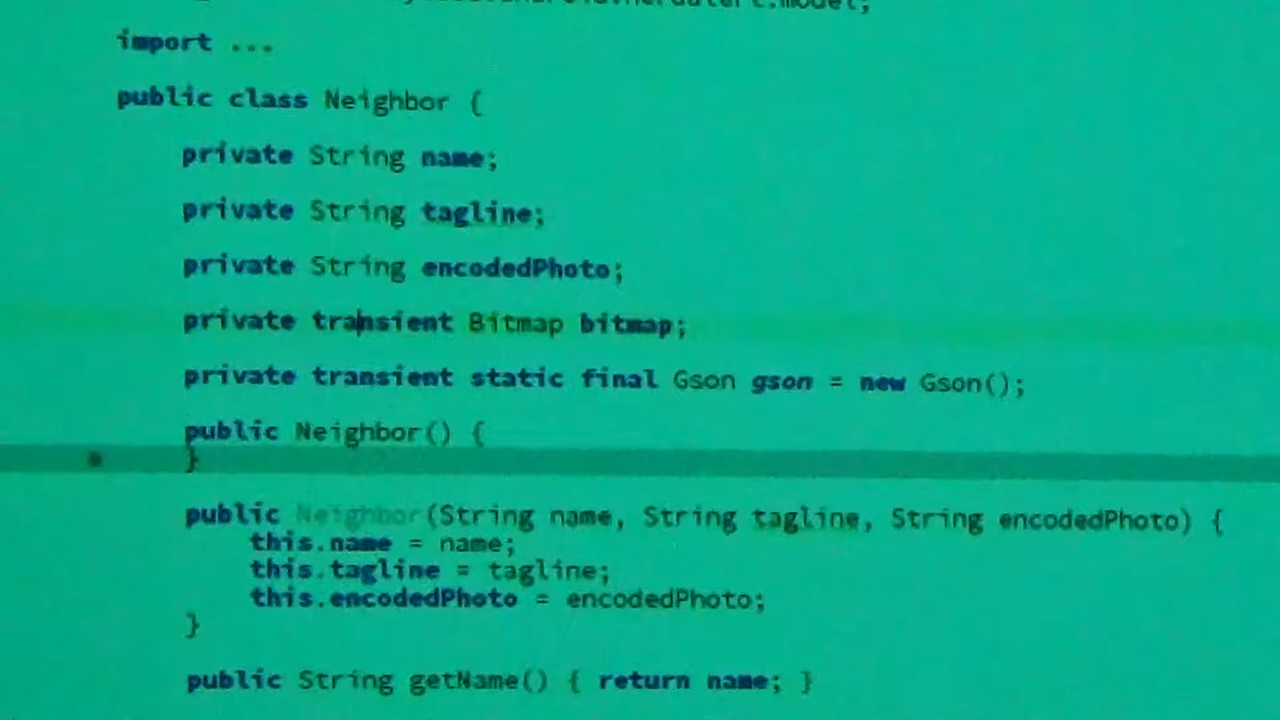 import ...
public class Neighbor {
private String name;
private String tagline;
private String encodedPhoto;
private transient Bitmap bitmap;
private transient static final Gson gson = new Gson();
public Neighbor() {
}
public Neighbor(String name, String tagline, String encodedPhoto) {
this.name = name;
this.tagline = tagline;
this.encodedPhoto = encodedPhoto;
}
public String getName() { return name; }